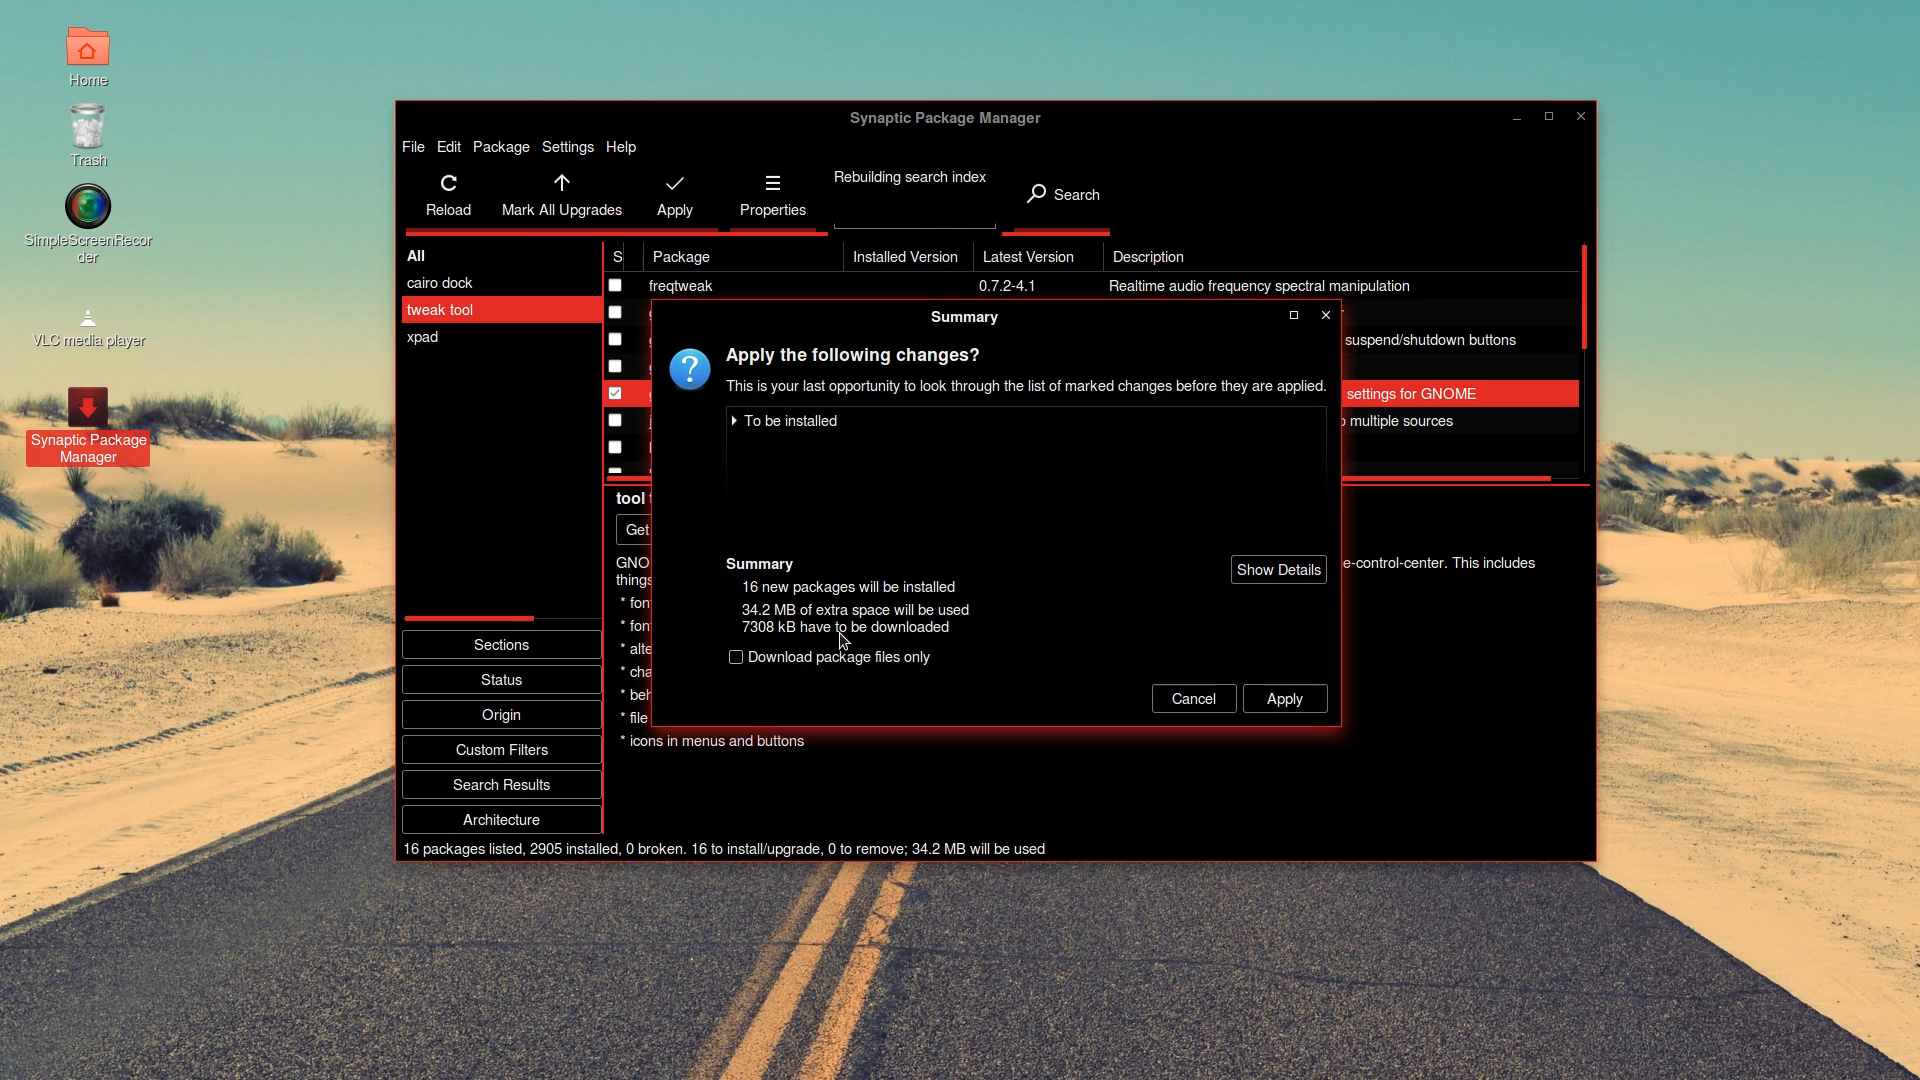 Home
Trash
SimpleScreenRecor
der
VLC media player
Synaptic Package
Manager
Synaptic Package Manager
File Edit Package Settings Help
Reload
Mark All Upgrades
Apply
Properties
Rebuilding search index
Search
All
cairo dock
tweak tool
xpad
S Package Installed Version Latest Version Description
freqtweak 0.7.2-4.1 Realtime audio frequency spectral manipulation
suspend/shutdown buttons
settings for GNOME
multiple sources
tool
Get
GNO
e-control-center. This includes
things
* fon
* fon
* alte
* cha
* beh
* file
* icons in menus and buttons
Summary
Apply the following changes?
This is your last opportunity to look through the list of marked changes before they are applied.
To be installed
Summary
16 new packages will be installed
34.2 MB of extra space will be used
7308 kB have to be downloaded
Show Details
Download package files only
Cancel
Apply
Sections
Status
Origin
Custom Filters
Search Results
Architecture
16 packages listed, 2905 installed, 0 broken. 16 to install/upgrade, 0 to remove; 34.2 MB will be used